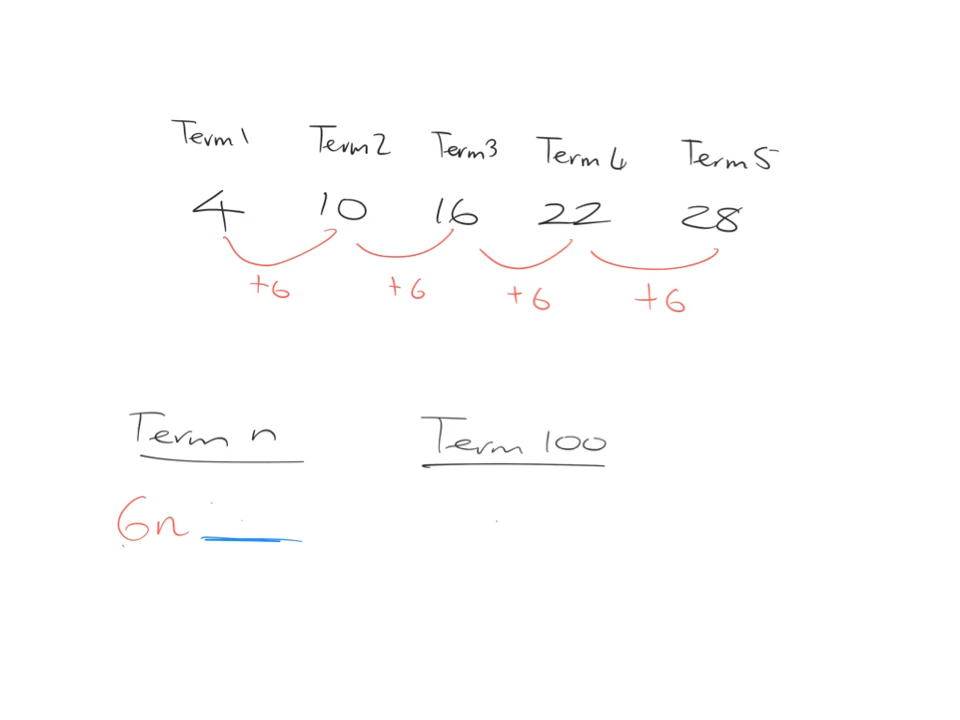 Term 1 Term 2 Term 3 Term 4 Term 5
4 10 16 22 28
+6 +6 +6 +6
Term n Term 100
6n